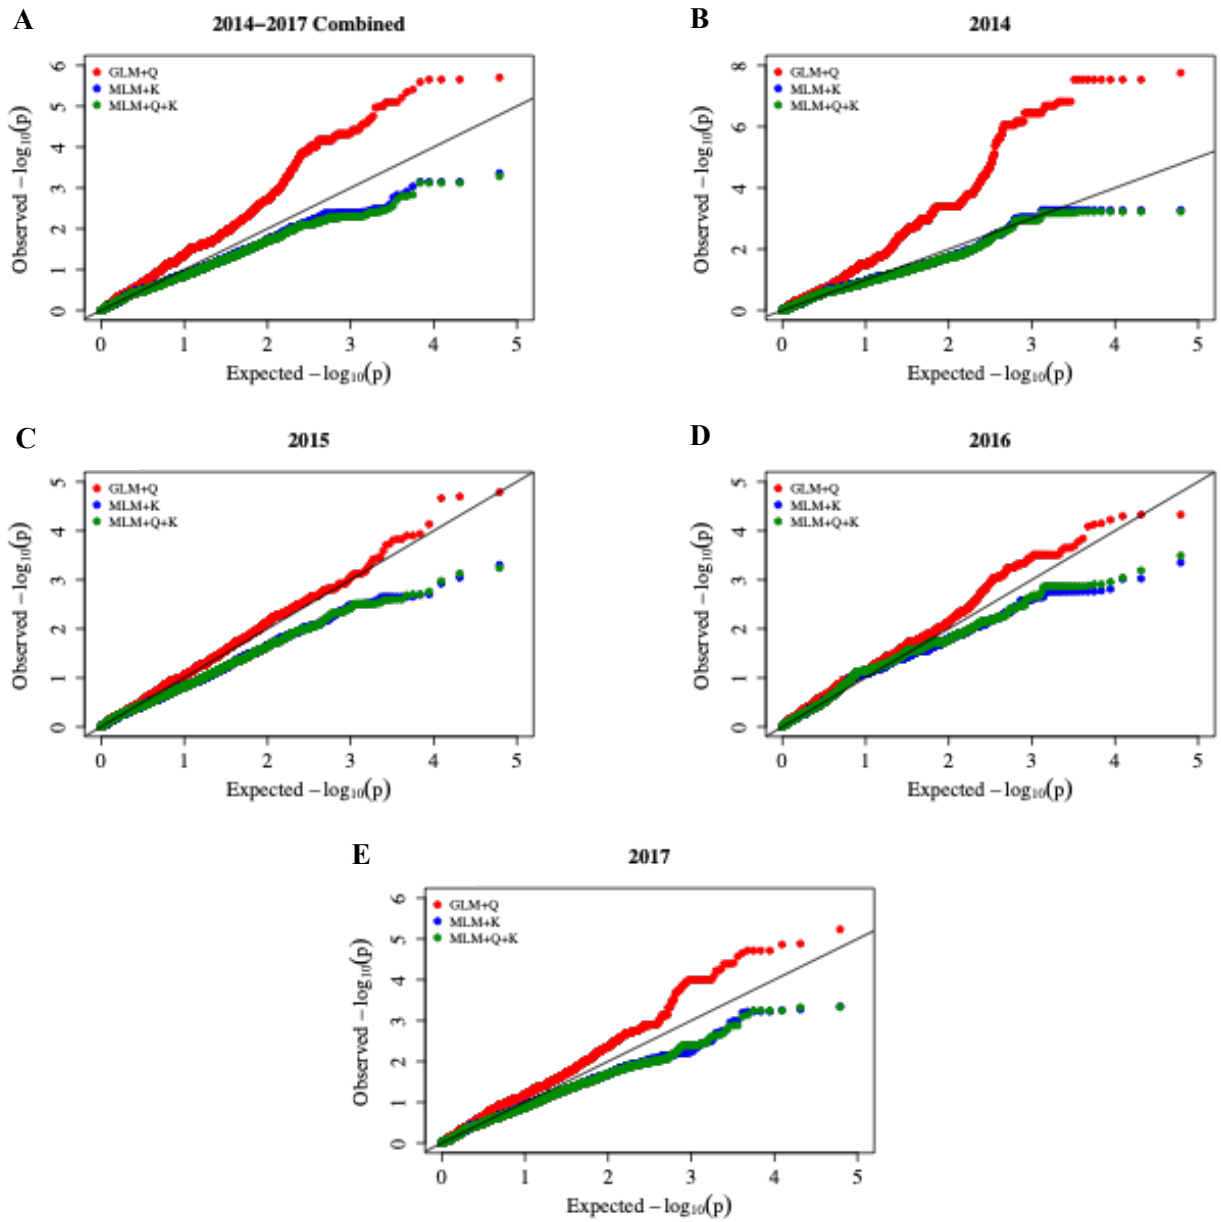 A
2014–2017 Combined
GLM+Q
MLM+K
MLM+Q+K
Observed −log10(p)
0 1 2 3 4 5 6
0 1 2 3 4 5
Expected −log10(p)
B
2014
GLM+Q
MLM+K
MLM+Q+K
Observed −log10(p)
0 2 4 6 8
0 1 2 3 4 5
Expected −log10(p)
C
2015
GLM+Q
MLM+K
MLM+Q+K
Observed −log10(p)
0 1 2 3 4 5
0 1 2 3 4 5
Expected −log10(p)
D
2016
GLM+Q
MLM+K
MLM+Q+K
Observed −log10(p)
0 1 2 3 4 5
0 1 2 3 4 5
Expected −log10(p)
E
2017
GLM+Q
MLM+K
MLM+Q+K
Observed −log10(p)
0 1 2 3 4 5 6
0 1 2 3 4 5
Expected −log10(p)